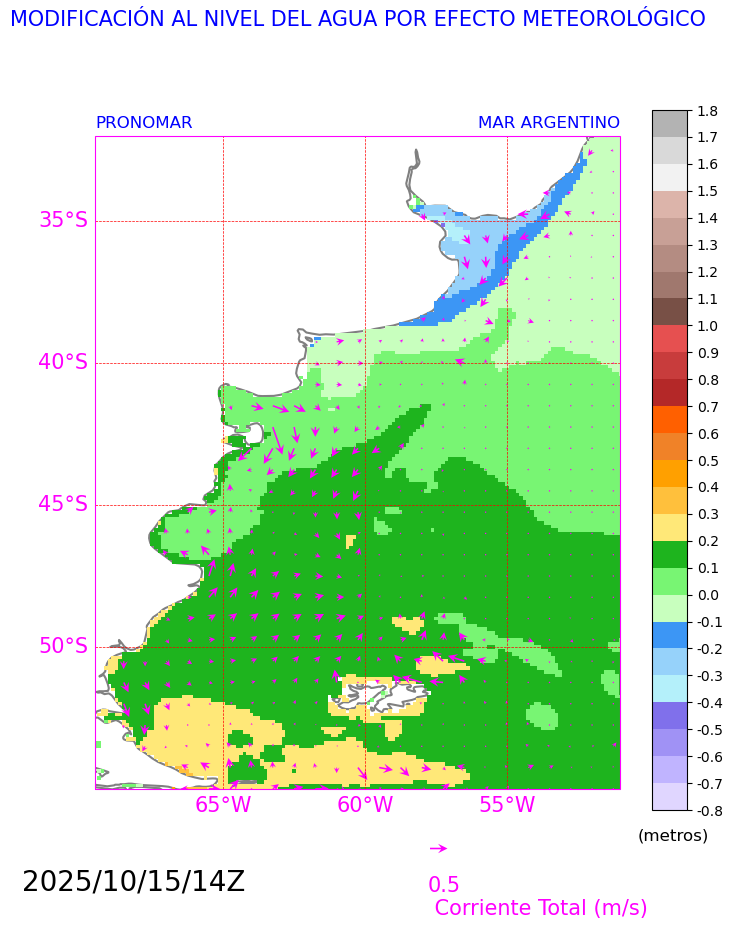 MODIFICACIÓN AL NIVEL DEL AGUA POR EFECTO METEOROLÓGICO
PRONOMAR MAR ARGENTINO
35°S
40°S
45°S
50°S
65°W 60°W 55°W
1.8
1.7
1.6
1.5
1.4
1.3
1.2
1.1
1.0
0.9
0.8
0.7
0.6
0.5
0.4
0.3
0.2
0.1
0.0
-0.1
-0.2
-0.3
-0.4
-0.5
-0.6
-0.7
-0.8
(metros)
2025/10/15/14Z
0.5
Corriente Total (m/s)